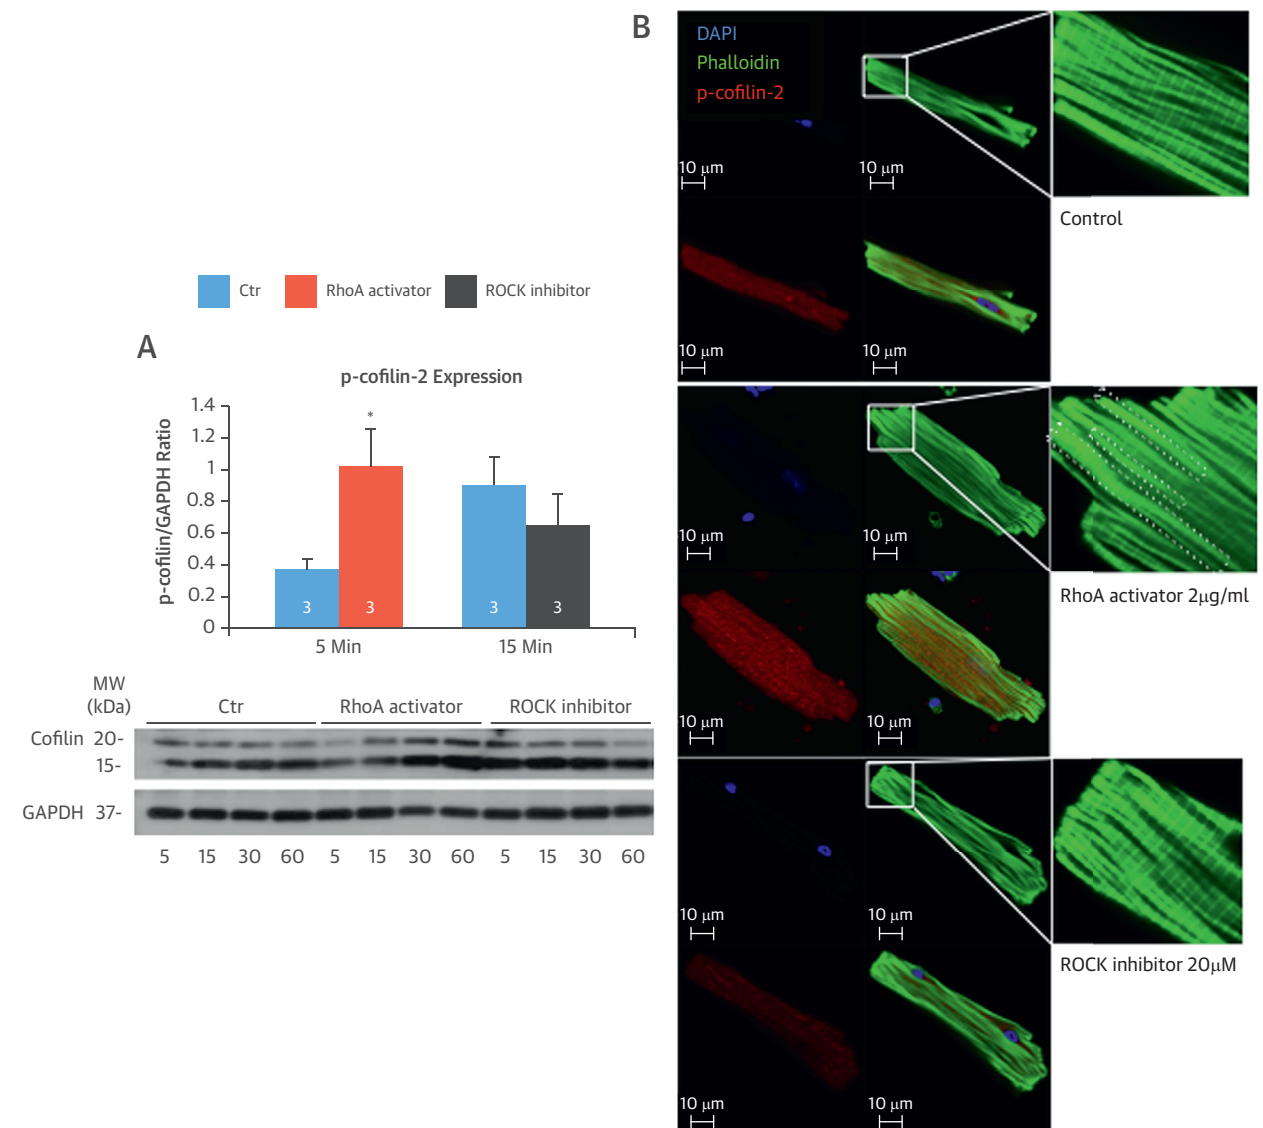 Ctr RhoA activator ROCK inhibitor
A
p-cofilin-2 Expression
p-cofilin/GAPDH Ratio
1.4
*
1.2
1
0.8
0.6
0.4
0.2
0
3 3 3 3
5 Min 15 Min
MW
(kDa)
Ctr RhoA activator ROCK inhibitor
Cofilin 20-
15-
GAPDH 37-
5 15 30 60 5 15 30 60 5 15 30 60
B
DAPI
Phalloidin
p-cofilin-2
10 μm 10 μm
Control
10 μm 10 μm
10 μm 10 μm
RhoA activator 2μg/ml
10 μm 10 μm
10 μm 10 μm
ROCK inhibitor 20μM
10 μm 10 μm